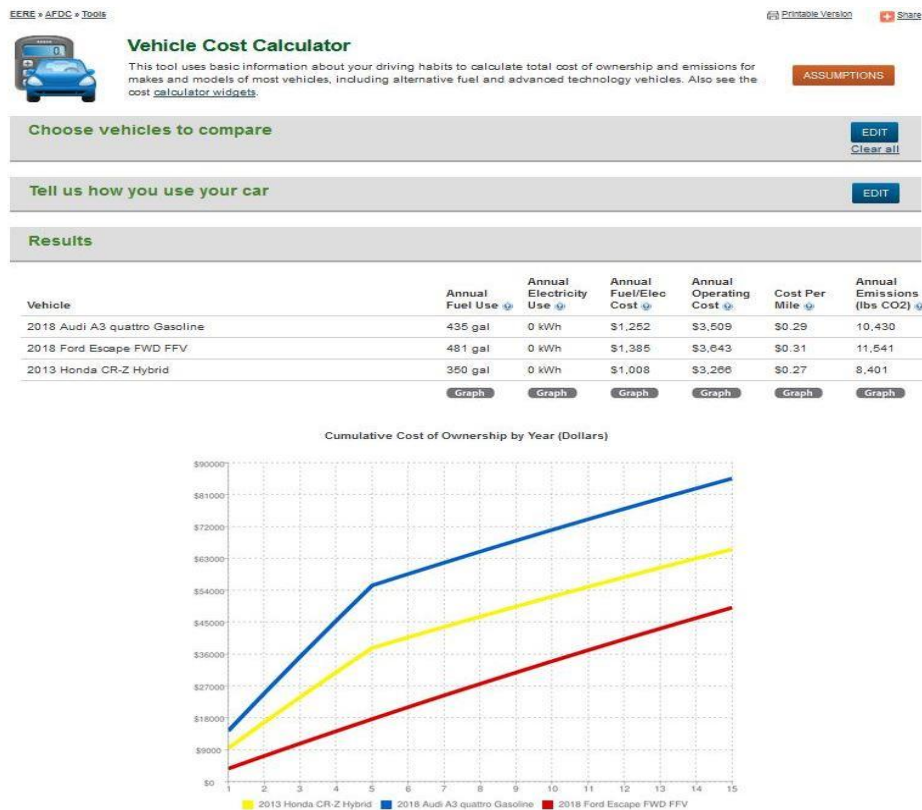 EERE » AFDC » Tools
Printable Version
Share
Vehicle Cost Calculator
This tool uses basic information about your driving habits to calculate total cost of ownership and emissions for
makes and models of most vehicles, including alternative fuel and advanced technology vehicles. Also see the
cost calculator widgets.
ASSUMPTIONS
Choose vehicles to compare
EDIT
Clear all
Tell us how you use your car
EDIT
Results
Vehicle Annual Fuel Use Annual Electricity Use Annual Fuel/Elec Cost Annual Operating Cost Cost Per Mile Annual Emissions (lbs CO2)
2018 Audi A3 quattro Gasoline 435 gal 0 kWh $1,252 $3,509 $0.29 10,430
2018 Ford Escape FWD FFV 481 gal 0 kWh $1,385 $3,643 $0.31 11,541
2013 Honda CR-Z Hybrid 350 gal 0 kWh $1,008 $3,266 $0.27 8,401
Graph Graph Graph Graph Graph Graph
Cumulative Cost of Ownership by Year (Dollars)
$90000
$81000
$72000
$63000
$54000
$45000
$36000
$27000
$18000
$9000
$0
1 2 3 4 5 6 7 8 9 10 11 12 13 14 15
2013 Honda CR-Z Hybrid 2018 Audi A3 quattro Gasoline 2018 Ford Escape FWD FFV